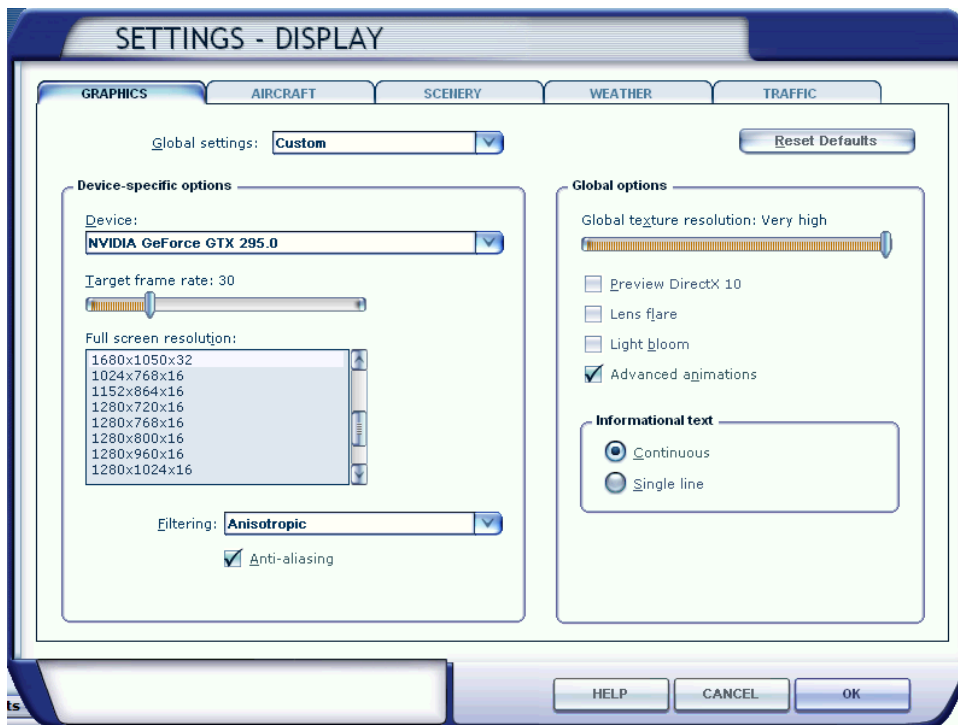 SETTINGS - DISPLAY
GRAPHICS
AIRCRAFT
SCENERY
WEATHER
TRAFFIC
Global settings: Custom
Reset Defaults
Device-specific options
Device:
NVIDIA GeForce GTX 295.0
Target frame rate: 30
Full screen resolution:
1680x1050x32
1024x768x16
1152x864x16
1280x720x16
1280x768x16
1280x800x16
1280x960x16
1280x1024x16
Filtering: Anisotropic
Anti-aliasing
Global options
Global texture resolution: Very high
Preview DirectX 10
Lens flare
Light bloom
Advanced animations
Informational text
Continuous
Single line
ts
HELP
CANCEL
OK